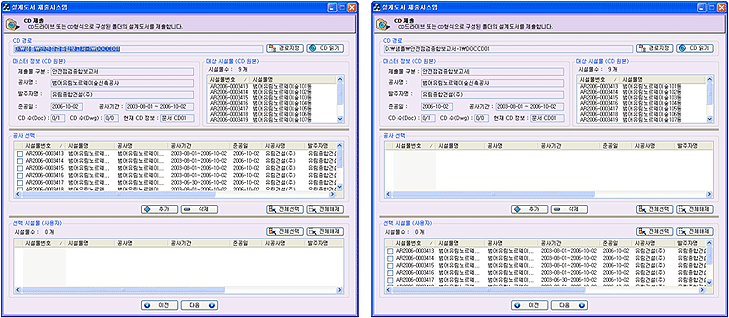 설계도서 제출시스템
CD 제출
CD드라이브 또는 CD형식으로 구성된 폴더의 설계도서를 제출합니다.
CD 경로
D:₩샘플₩안전점검종합보고서-1₩DOCCD01
경로지정
CD 읽기
마스터 정보 (CD 원본)
제출물 구분 : 안전점검종합보고서
공사명 : 범어유림노르웨이숲신축공사
발주자명 : 유림종합건설(주)
준공일 : 2006-10-02 공사기간 : 2003-08-01 ~ 2006-10-02
CD 수(Doc) : 0/1 CD 수(Dwg) : 0/0 현재 CD 정보 : 문서 CD01
대상 시설물 (CD 원본)
시설물수 : 9 개
시설물번호 / 시설물명
AR2006-0003413 범어유림노르웨이숲101동
AR2006-0003414 범어유림노르웨이숲102동
AR2006-0003415 범어유림노르웨이숲103동
AR2006-0003416 범어유림노르웨이숲104동
AR2006-0003417 범어유림노르웨이숲105동
AR2006-0003418 범어유림노르웨이숲106동
공사 선택
시설물번호 / 시설물명 공사명 공사기간 준공일 시공자명 발주자명
AR2006-0003413 범어유림노르웨... 범어유림노르웨이... 2003-08-01~2006-10-02 2006-10-02 유림건설(주) 유림종합건
AR2006-0003414 범어유림노르웨... 범어유림노르웨이... 2003-08-01~2006-10-02 2006-10-02 유림건설(주) 유림종합건
AR2006-0003415 범어유림노르웨... 범어유림노르웨이... 2003-08-01~2006-10-02 2006-10-02 유림건설(주) 유림종합건
AR2006-0003416 범어유림노르웨... 범어유림노르웨이... 2003-08-01~2006-10-02 2006-10-02 유림건설(주) 유림종합건
AR2006-0003417 범어유림노르웨... 범어유림노르웨이... 2003-06-30~2006-10-02 2006-10-02 유림건설(주) 유림종합건
추가 삭제 전체선택 전체해제
선택 시설물 (사용자)
시설물수 : 0 개
전체선택 전체해제
시설물번호 / 시설물명 공사명 공사기간 준공일 시공자명 발주자명
이전 다음
설계도서 제출시스템
CD 제출
CD드라이브 또는 CD형식으로 구성된 폴더의 설계도서를 제출합니다.
CD 경로
D:₩샘플₩안전점검종합보고서-1₩DOCCD01
경로지정
CD 읽기
마스터 정보 (CD 원본)
제출물 구분 : 안전점검종합보고서
공사명 : 범어유림노르웨이숲신축공사
발주자명 : 유림종합건설(주)
준공일 : 2006-10-02 공사기간 : 2003-08-01 ~ 2006-10-02
CD 수(Doc) : 0/1 CD 수(Dwg) : 0/0 현재 CD 정보 : 문서 CD01
대상 시설물 (CD 원본)
시설물수 : 9 개
시설물번호 / 시설물명
AR2006-0003413 범어유림노르웨이숲101동
AR2006-0003414 범어유림노르웨이숲102동
AR2006-0003415 범어유림노르웨이숲103동
AR2006-0003416 범어유림노르웨이숲104동
AR2006-0003417 범어유림노르웨이숲105동
AR2006-0003418 범어유림노르웨이숲106동
공사 선택
시설물번호 / 시설물명 공사명 공사기간 준공일 시공자명 발주자명
추가 삭제 전체선택 전체해제
선택 시설물 (사용자)
시설물수 : 9 개
전체선택 전체해제
시설물번호 / 시설물명 공사명 공사기간 준공일 시공자명 발주자명
AR2006-0003413 범어유림노르웨... 범어유림노르웨이... 2003-08-01~2006-10-02 2006-10-02 유림건설(주) 유림종합건
AR2006-0003414 범어유림노르웨... 범어유림노르웨이... 2003-08-01~2006-10-02 2006-10-02 유림건설(주) 유림종합건
AR2006-0003415 범어유림노르웨... 범어유림노르웨이... 2003-08-01~2006-10-02 2006-10-02 유림건설(주) 유림종합건
AR2006-0003416 범어유림노르웨... 범어유림노르웨이... 2003-08-01~2006-10-02 2006-10-02 유림건설(주) 유림종합건
AR2006-0003417 범어유림노르웨... 범어유림노르웨이... 2003-06-30~2006-10-02 2006-10-02 유림건설(주) 유림종합건
이전 다음